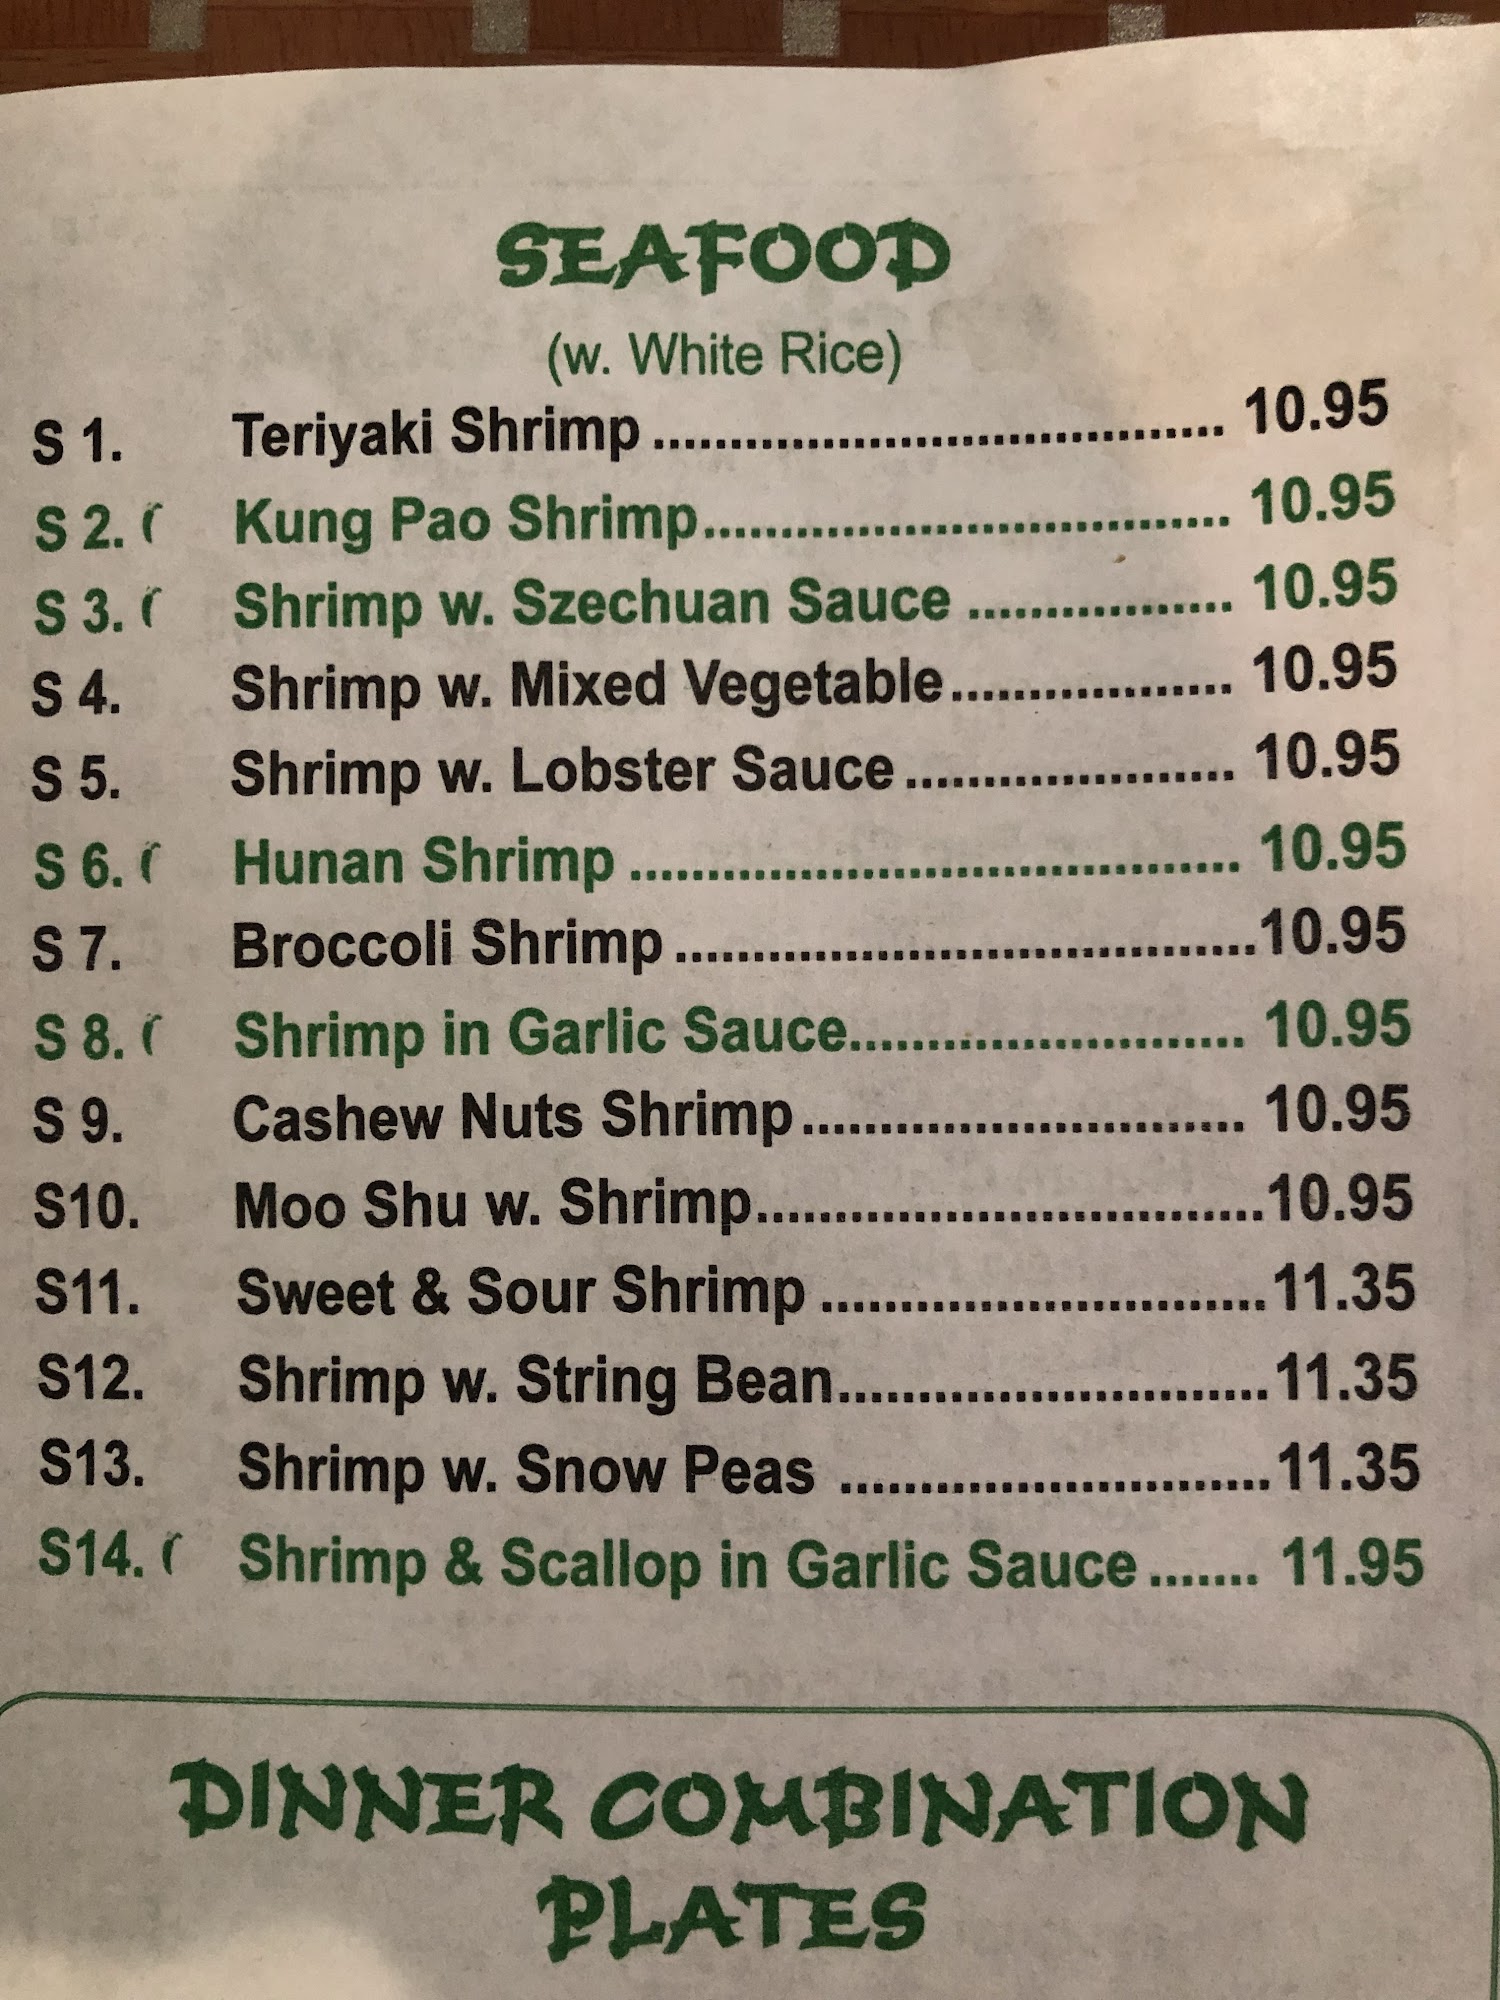 SEAFOOD
(w. White Rice)
S 1. Teriyaki Shrimp ..................................... 10.95
S 2. Kung Pao Shrimp.................................. 10.95
S 3. Shrimp w. Szechuan Sauce ................. 10.95
S 4. Shrimp w. Mixed Vegetable.................. 10.95
S 5. Shrimp w. Lobster Sauce ..................... 10.95
S 6. Hunan Shrimp ....................................... 10.95
S 7. Broccoli Shrimp .....................................10.95
S 8. Shrimp in Garlic Sauce......................... 10.95
S 9. Cashew Nuts Shrimp............................ 10.95
S10. Moo Shu w. Shrimp................................10.95
S11. Sweet & Sour Shrimp ............................11.35
S12. Shrimp w. String Bean...........................11.35
S13. Shrimp w. Snow Peas ...........................11.35
S14. Shrimp & Scallop in Garlic Sauce....... 11.95
DINNER COMBINATION
PLATES